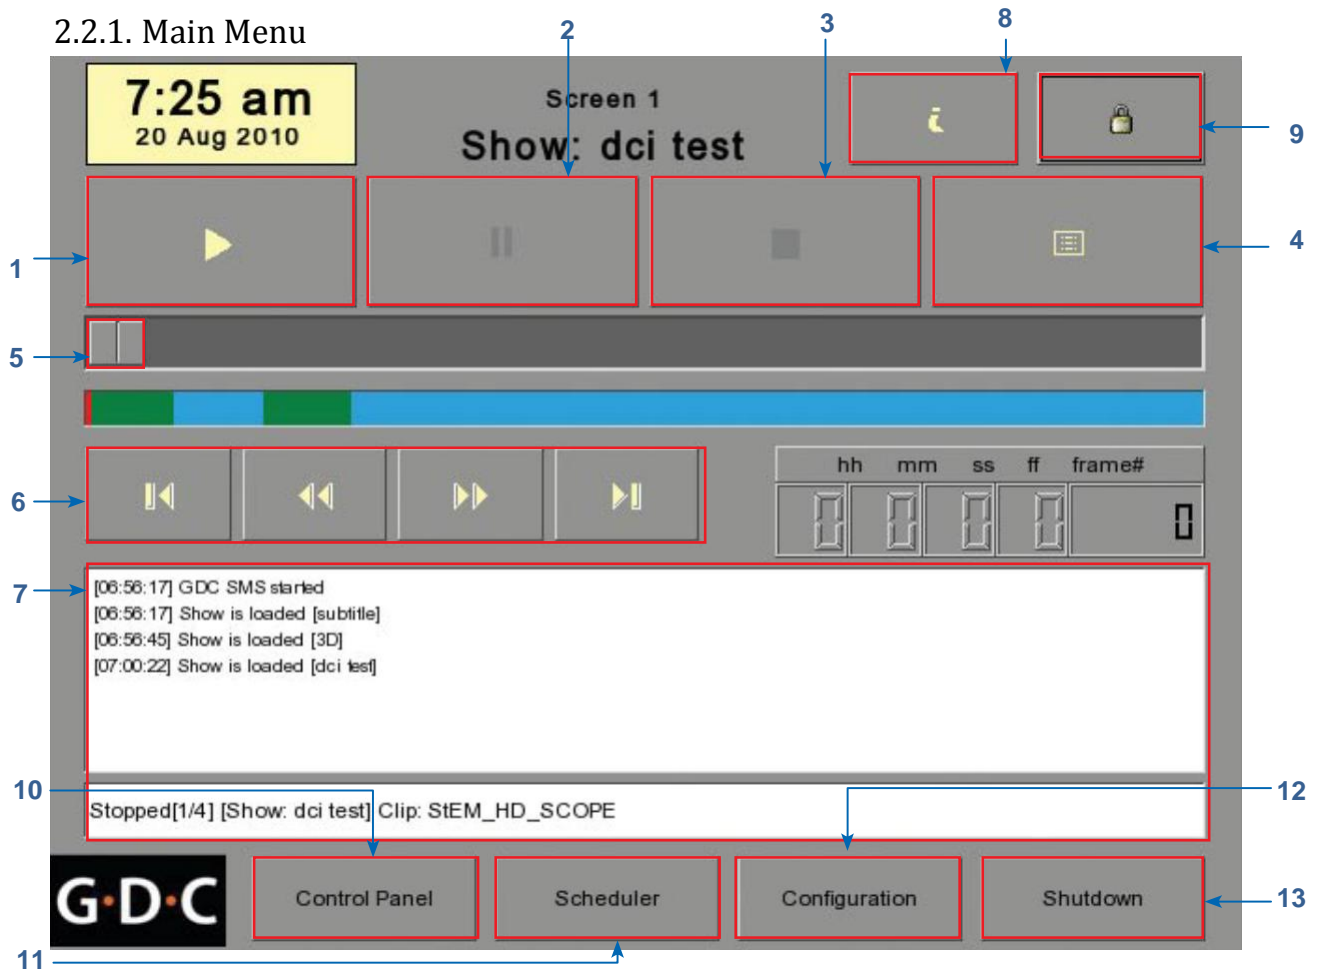 2.2.1. Main Menu
2
3
8
7:25 am
20 Aug 2010
Screen 1
Show: dci test
i
9
1
4
5
6
hh mm ss ff frame#
0 0 0 0 0
7
[06:56:17] GDC SMS started
[06:56:17] Show is loaded [subtitle]
[06:56:45] Show is loaded [3D]
[07:00:22] Show is loaded [dci test]
10
12
Stopped[1/4] [Show: dci test] Clip: StEM_HD_SCOPE
G·D·C
Control Panel
Scheduler
Configuration
Shutdown
13
11